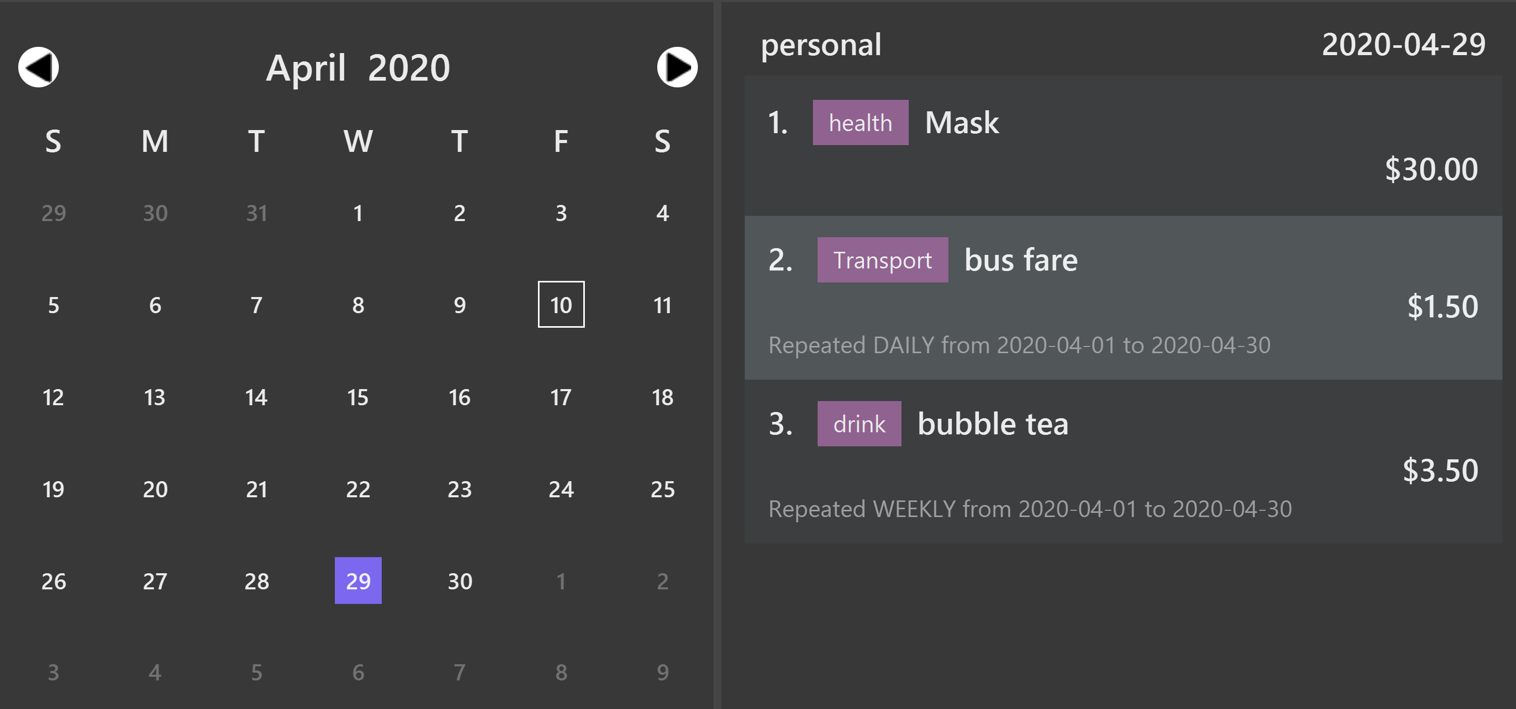 April 2020
S M T W T F S
29 30 31 1 2 3 4
5 6 7 8 9 10 11
12 13 14 15 16 17 18
19 20 21 22 23 24 25
26 27 28 29 30 1 2
3 4 5 6 7 8 9
personal 2020-04-29
1. health Mask
$30.00
2. Transport bus fare
$1.50
Repeated DAILY from 2020-04-01 to 2020-04-30
3. drink bubble tea
$3.50
Repeated WEEKLY from 2020-04-01 to 2020-04-30